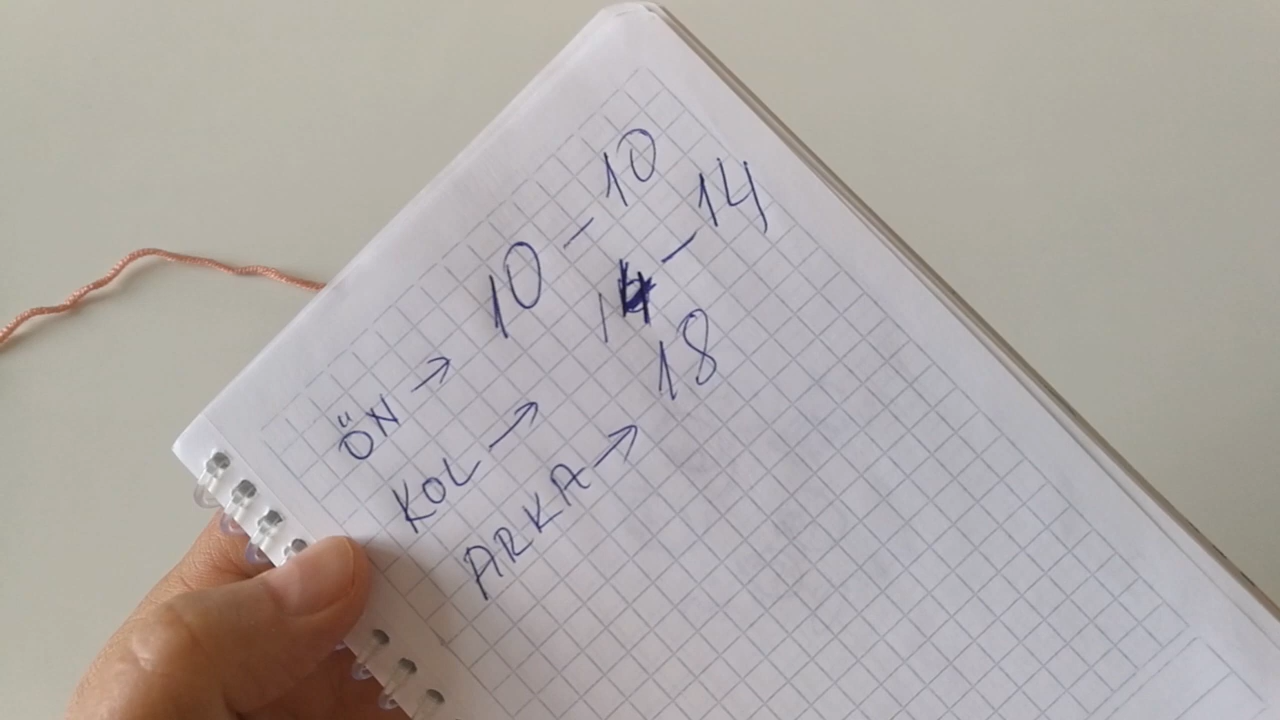 ÖN → 10 – 10
KOL → 14 – 14
ARKA → 18